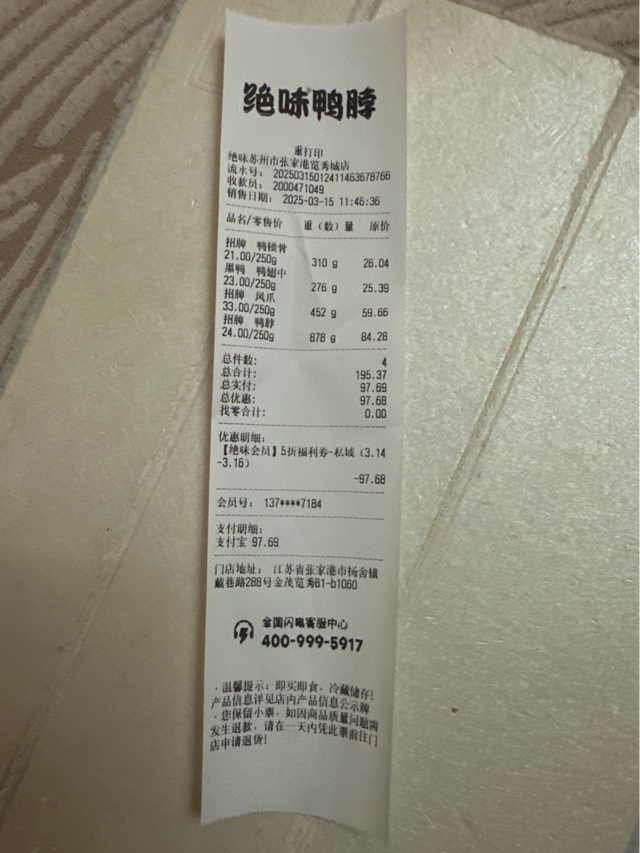 绝味鸭脖
重打印
绝味苏州市张家港览秀城店
流水号: 20250315012411463678766
收款员: 2000471049
销售日期: 2025-03-15 11:46:36
品名/零售价 重(数)量 原价
招牌 鸭锁骨
21.00/250g 310 g 26.04
黑鸭 鸭翅中
23.00/250g 276 g 25.39
招牌 凤爪
33.00/250g 452 g 59.66
招牌 鸭脖
24.00/250g 878 g 84.28
总件数: 4
总合计: 195.37
总实付: 97.69
总优惠: 97.68
找零合计: 0.00
优惠明细:
【绝味会员】5折福利券-私域(3.14
-3.16)
-97.68
会员号: 137****7184
支付明细:
支付宝 97.69
门店地址: 江苏省张家港市杨舍镇
戴巷路288号金茂览秀B1-b1060
全国闪电客服中心
400-999-5917
·温馨提示: 即买即食, 冷藏储存!
产品信息详见店内产品信息公示牌
·您保留小票, 如因商品质量问题需
发生退款, 请在一天内凭此票前往门
店申请退货!